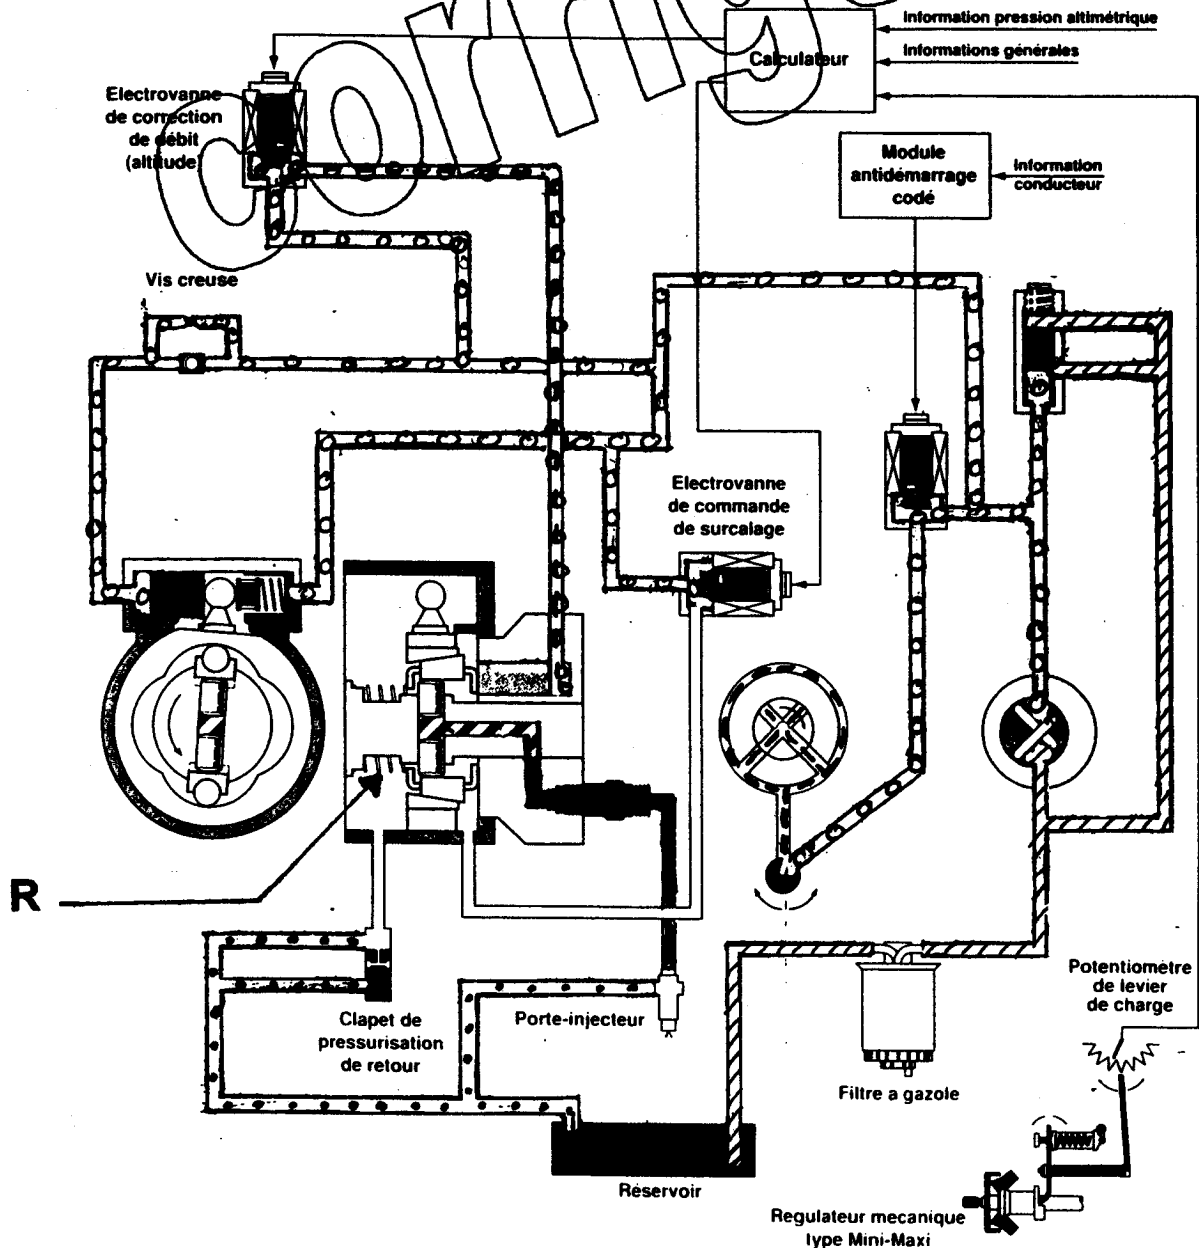 Information pression altimétrique
Informations générales
Calculateur
Electrovanne
de correction
de débit
(altitude)
Module
antidémarrage
codé
Information
conducteur
Vis creuse
Electrovanne
de commande
de surcalage
R
Clapet de
pressurisation
de retour
Porte-injecteur
Filtre a gazole
Potentiomètre
de levier
de charge
Réservoir
Regulateur mecanique
type Mini-Maxi